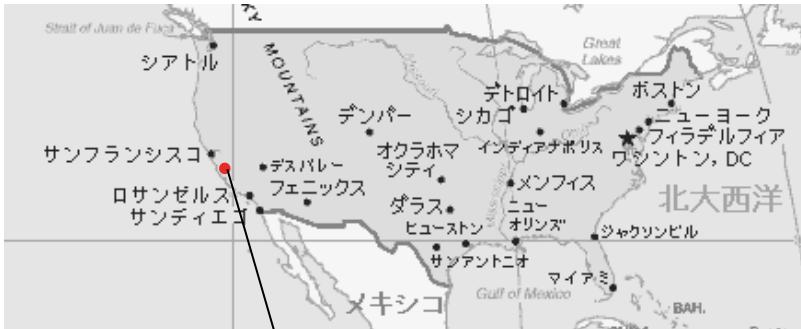 KY
Strait of Juan de Fuca
シアトル
MOUNTAINS
Great
Lakes
デトロイト
シカゴ
ボストン
ニューヨーク
フィラデルフィア
ワシントン, DC
デンバー
インディアナポリス
サンフランシスコ
デスバレー
オクラホマ
シティ
フェニックス
メンフィス
ロサンゼルス
サンディエゴ
ダラス
ニュー
オリンズ
北大西洋
ヒューストン
サンアントニオ
ジャクソンビル
マイアミ
メキシコ
Gulf of Mexico
BAH.